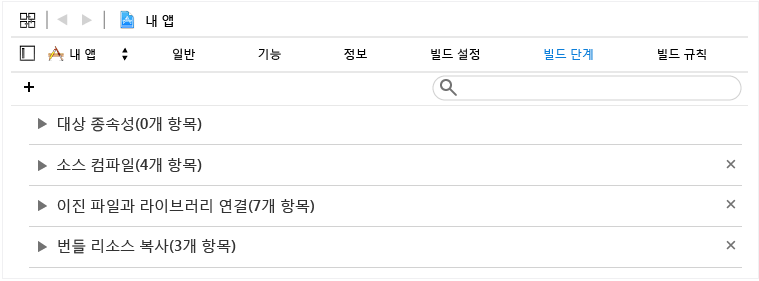 내 앱
내 앱 일반 기능 정보 빌드 설정 빌드 단계 빌드 규칙
+
대상 종속성(0개 항목)
소스 컴파일(4개 항목)
이진 파일과 라이브러리 연결(7개 항목)
번들 리소스 복사(3개 항목)